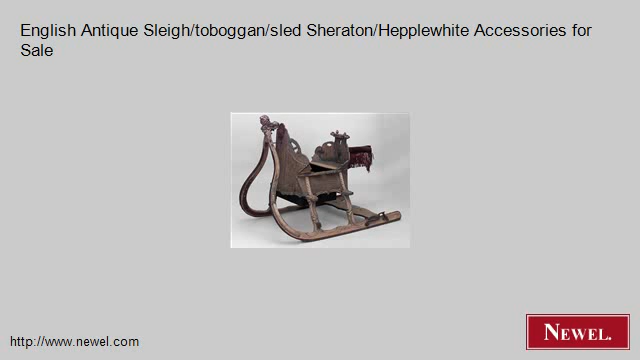 English Antique Sleigh/toboggan/sled Sheraton/Hepplewhite Accessories for
Sale
NEWEL.
http://www.newel.com